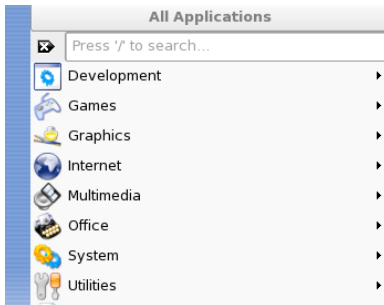 All Applications
Press '/' to search...
Development
Games
Graphics
Internet
Multimedia
Office
System
Utilities